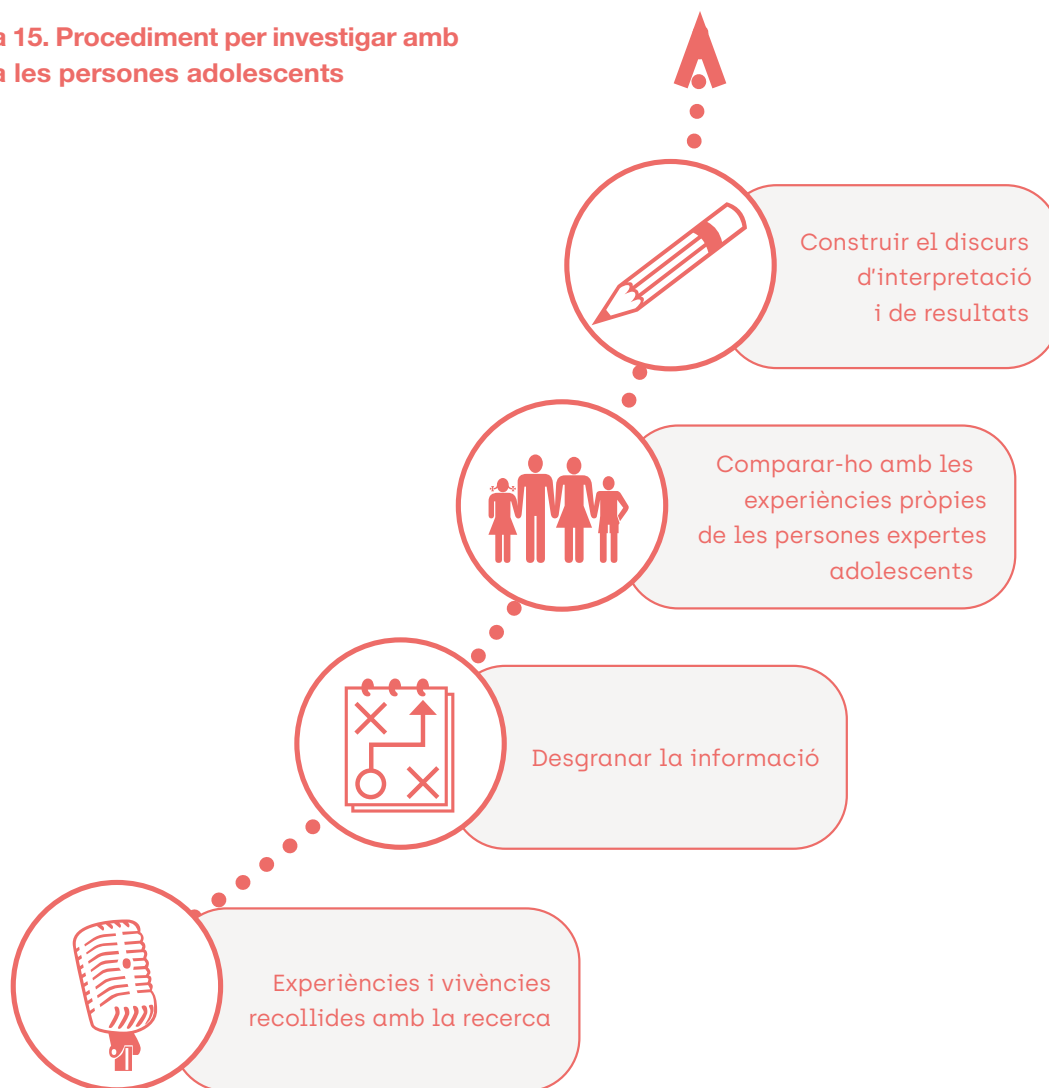 a 15. Procediment per investigar amb
a les persones adolescents
Construir el discurs
d'interpretació
i de resultats
Comparar-ho amb les
experiències pròpies
de les persones expertes
adolescents
Desgranar la informació
Experiències i vivències
recollides amb la recerca